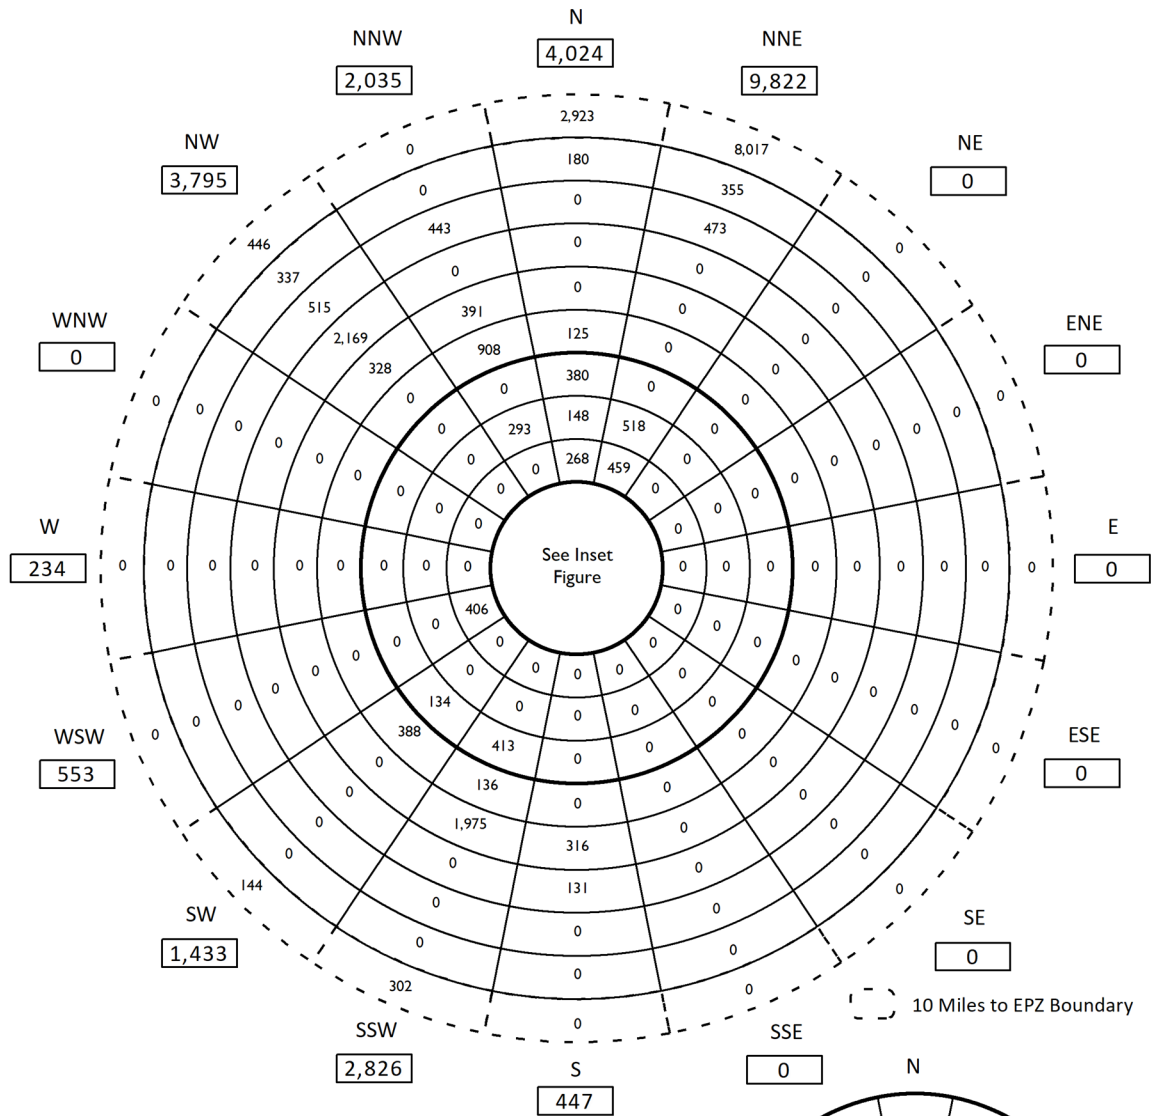 N
NNW NNE
4,024
2,035 9,822
2,923
NW 0 8,017 NE
180
3,795 0 355 0
0
443 473
446 0 0
337 0 0 0
0
515 391 0 0
WNW ENE
2,169 125 0
908 0
0 0
328 380 0
0 0
0 0 0 0
0 148 0
0 0 293 518 0 0
0 0
0 0 268 0 0
0 459
0 0
0 0 0 0
0 0
0 0
W E
See Inset
234 0 0 0 0 0 0 0 0 0 0 0 0 0 0 0 0 0 0 0
Figure
406 0
0 0
0 0 0 0
0 0
0 0 0 0
0
0 0 0 0
0 134 0 0 0 0
0 0 0
0 388 0
WSW ESE
413 0 0
0 0
553 0
136 0
0 0 0
1,975 0 0 0
316
0 0 0 0
144 131 0
0 0
SW SE
0
0 0
1,433 0
0
302 0
10 Miles to EPZ Boundary
0
SSW SSE
2,826 S 0 N
447